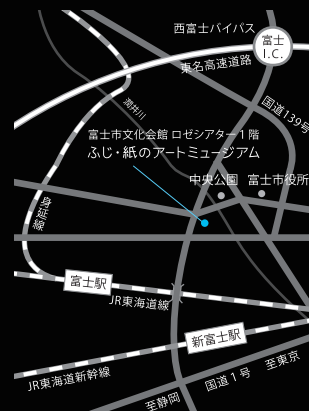 西富士バイパス
富士
I.C.
東名高速道路
国道139号
潤井川
富士市文化会館 ロゼシアター1階
ふじ・紙のアートミュージアム
中央公園
富士市役所
身延線
富士駅
JR東海道線
新富士駅
JR東海道新幹線
国道1号
至東京
至静岡